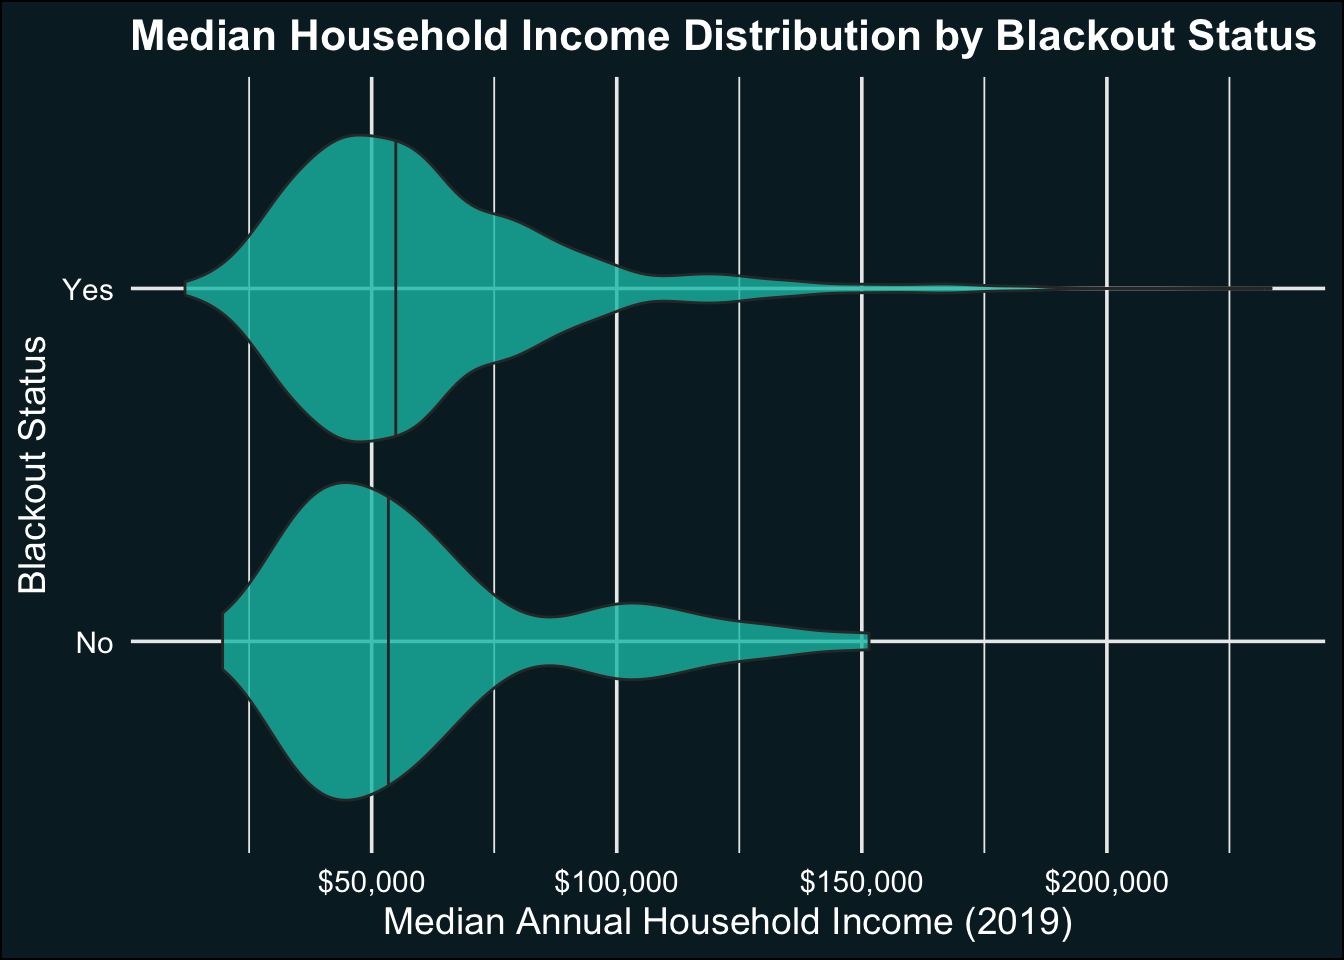 Median Household Income Distribution by Blackout Status
Blackout Status
Yes
No
$50,000
$100,000
$150,000
$200,000
Median Annual Household Income (2019)